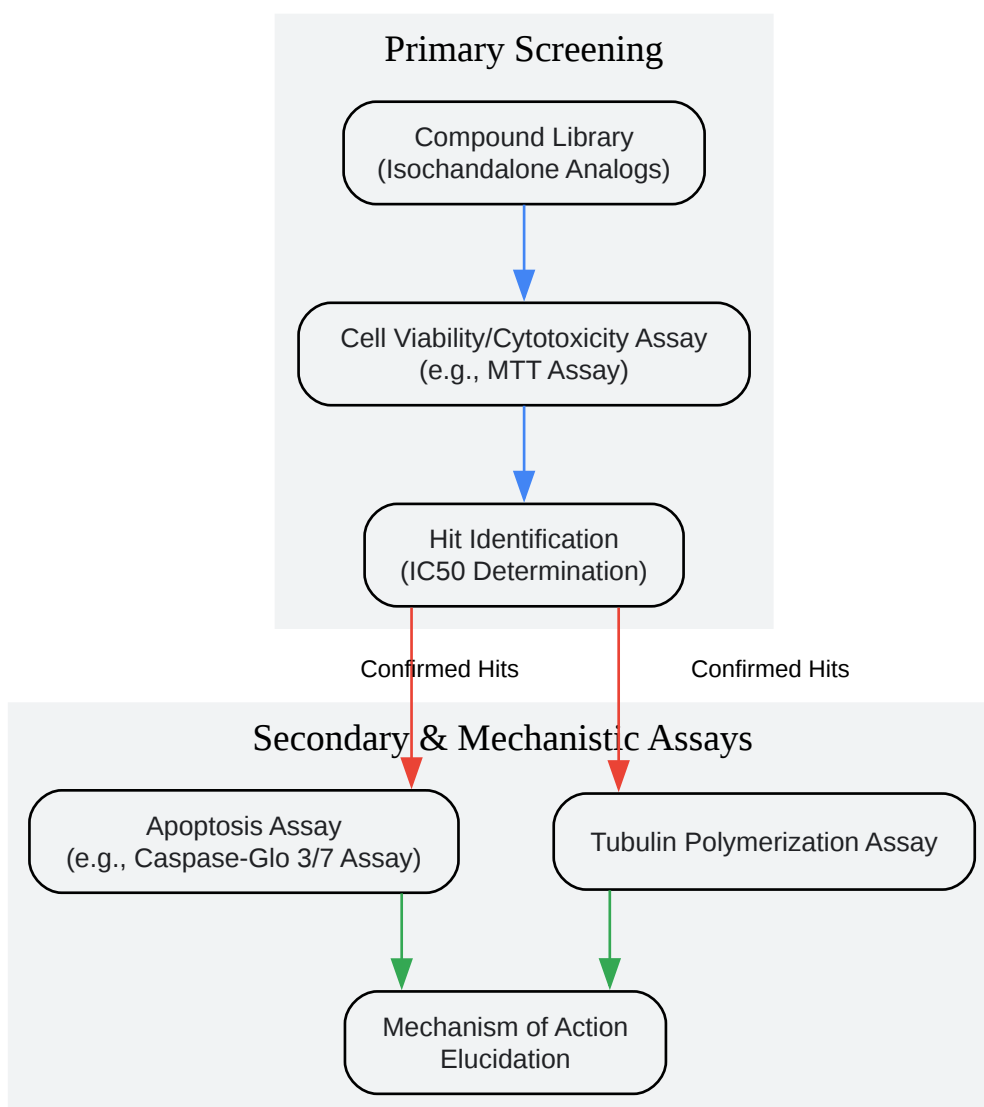 Primary Screening
Compound Library
(Isochandalone Analogs)
Cell Viability/Cytotoxicity Assay
(e.g., MTT Assay)
Hit Identification
(IC50 Determination)
Confirmed Hits
Confirmed Hits
Secondary & Mechanistic Assays
Apoptosis Assay
(e.g., Caspase-Glo 3/7 Assay)
Tubulin Polymerization Assay
Mechanism of Action
Elucidation